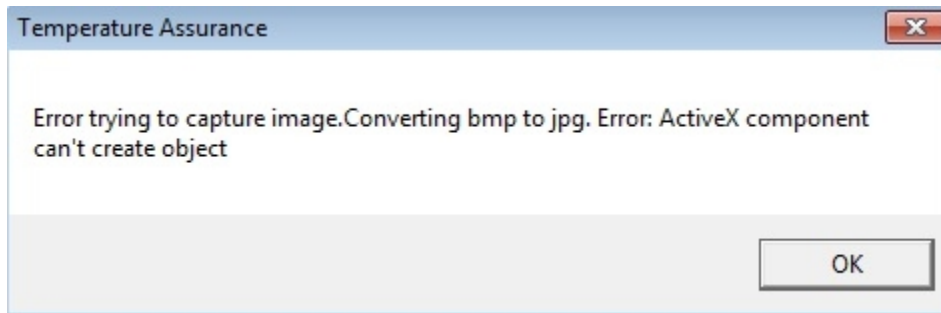 Temperature Assurance
Error trying to capture image.Converting bmp to jpg. Error: ActiveX component
can't create object
OK